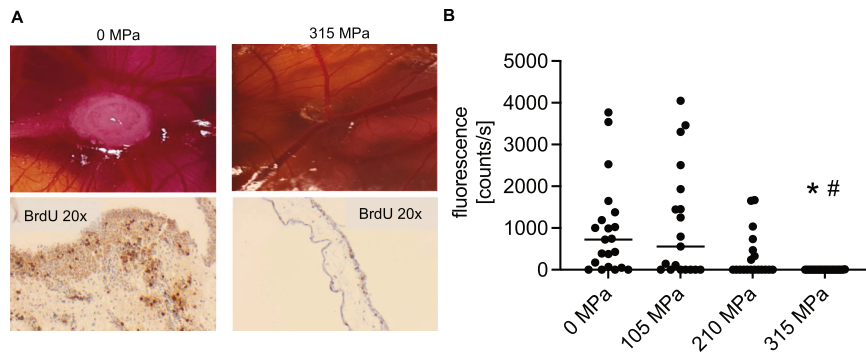 A
0 MPa
315 MPa
BrdU 20x
BrdU 20x
B
fluorescence
[counts/s]
5000
4000
3000
2000
1000
0
* #
0 MPa
105 MPa
210 MPa
315 MPa